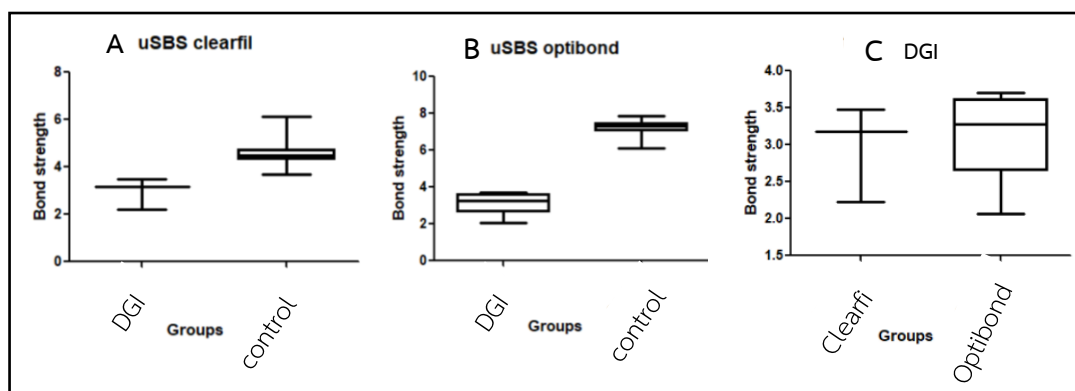 A uSBS clearfil
Bond strength
8
6
4
2
0
DGI
control
Groups
B uSBS optibond
Bond strength
10
8
6
4
2
0
DGI
control
Groups
C DGI
Bond strength
4.0
3.5
3.0
2.5
2.0
1.5
Clearfi
Optibond
Groups